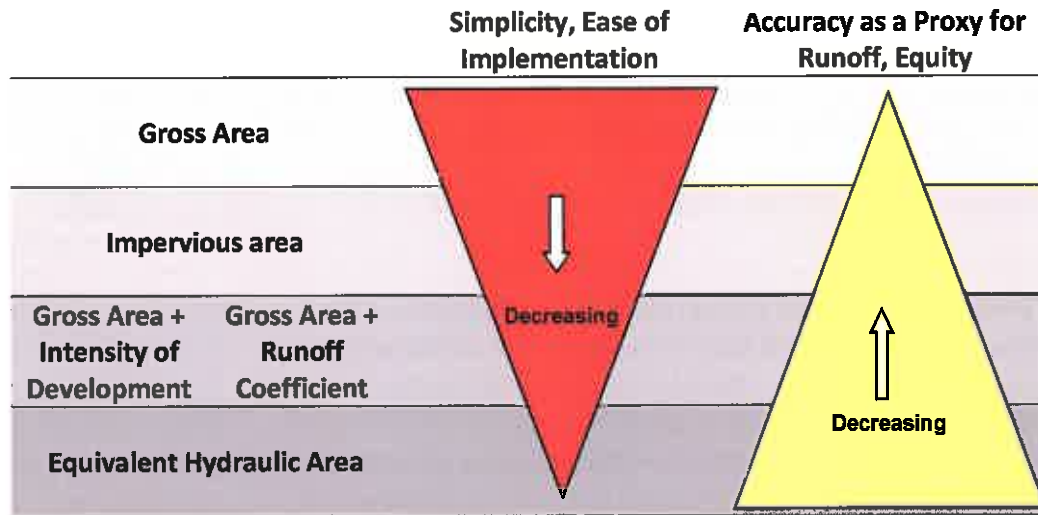 Simplicity, Ease of
Implementation
Accuracy as a Proxy for
Runoff, Equity
Gross Area
Impervious area
Gross Area +
Intensity of
Development
Gross Area +
Runoff
Coefficient
Decreasing
Decreasing
Equivalent Hydraulic Area